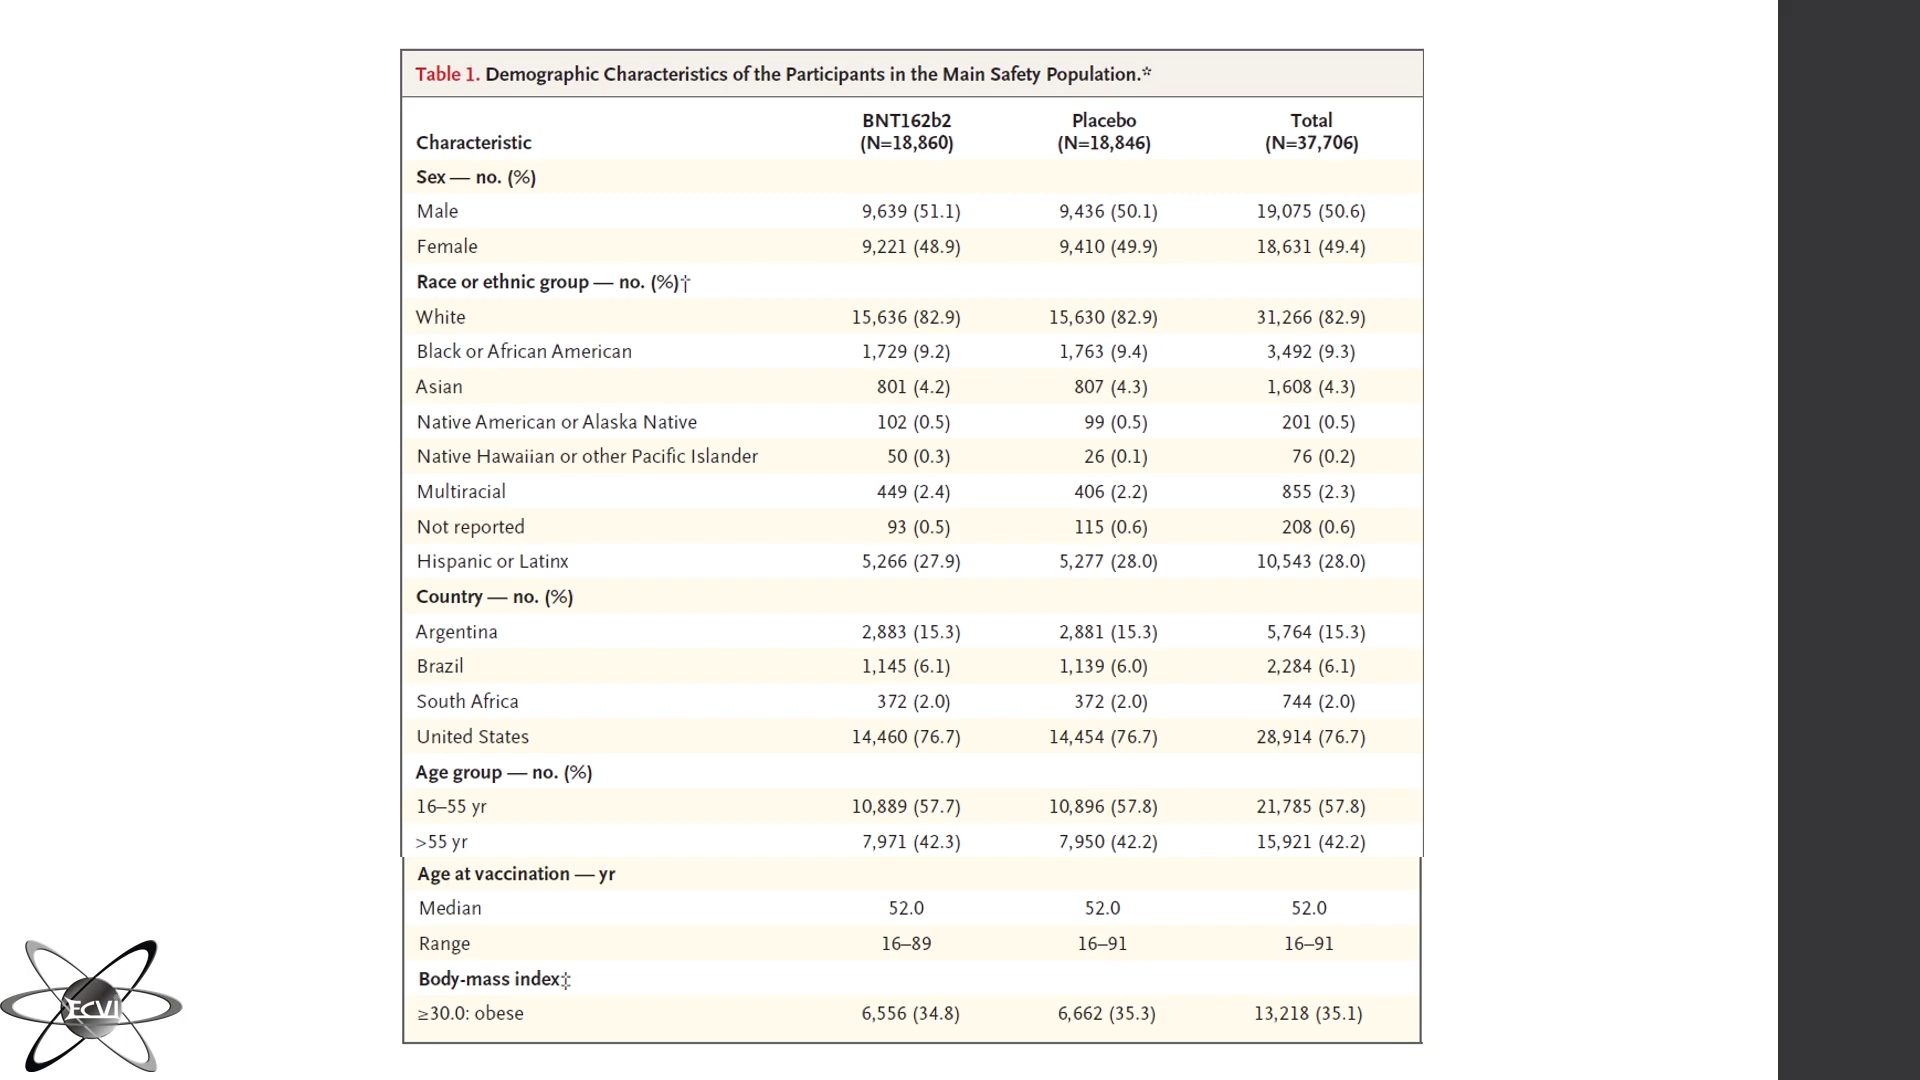 Table 1. Demographic Characteristics of the Participants in the Main Safety Population.*
Characteristic BNT162b2 (N=18,860) Placebo (N=18,846) Total (N=37,706)
Sex — no. (%)
Male 9,639 (51.1) 9,436 (50.1) 19,075 (50.6)
Female 9,221 (48.9) 9,410 (49.9) 18,631 (49.4)
Race or ethnic group — no. (%)†
White 15,636 (82.9) 15,630 (82.9) 31,266 (82.9)
Black or African American 1,729 (9.2) 1,763 (9.4) 3,492 (9.3)
Asian 801 (4.2) 807 (4.3) 1,608 (4.3)
Native American or Alaska Native 102 (0.5) 99 (0.5) 201 (0.5)
Native Hawaiian or other Pacific Islander 50 (0.3) 26 (0.1) 76 (0.2)
Multiracial 449 (2.4) 406 (2.2) 855 (2.3)
Not reported 93 (0.5) 115 (0.6) 208 (0.6)
Hispanic or Latinx 5,266 (27.9) 5,277 (28.0) 10,543 (28.0)
Country — no. (%)
Argentina 2,883 (15.3) 2,881 (15.3) 5,764 (15.3)
Brazil 1,145 (6.1) 1,139 (6.0) 2,284 (6.1)
South Africa 372 (2.0) 372 (2.0) 744 (2.0)
United States 14,460 (76.7) 14,454 (76.7) 28,914 (76.7)
Age group — no. (%)
16–55 yr 10,889 (57.7) 10,896 (57.8) 21,785 (57.8)
>55 yr 7,971 (42.3) 7,950 (42.2) 15,921 (42.2)
Age at vaccination — yr
Median 52.0 52.0 52.0
Range 16–89 16–91 16–91
Body-mass index‡
≥30.0: obese 6,556 (34.8) 6,662 (35.3) 13,218 (35.1)
ECVI